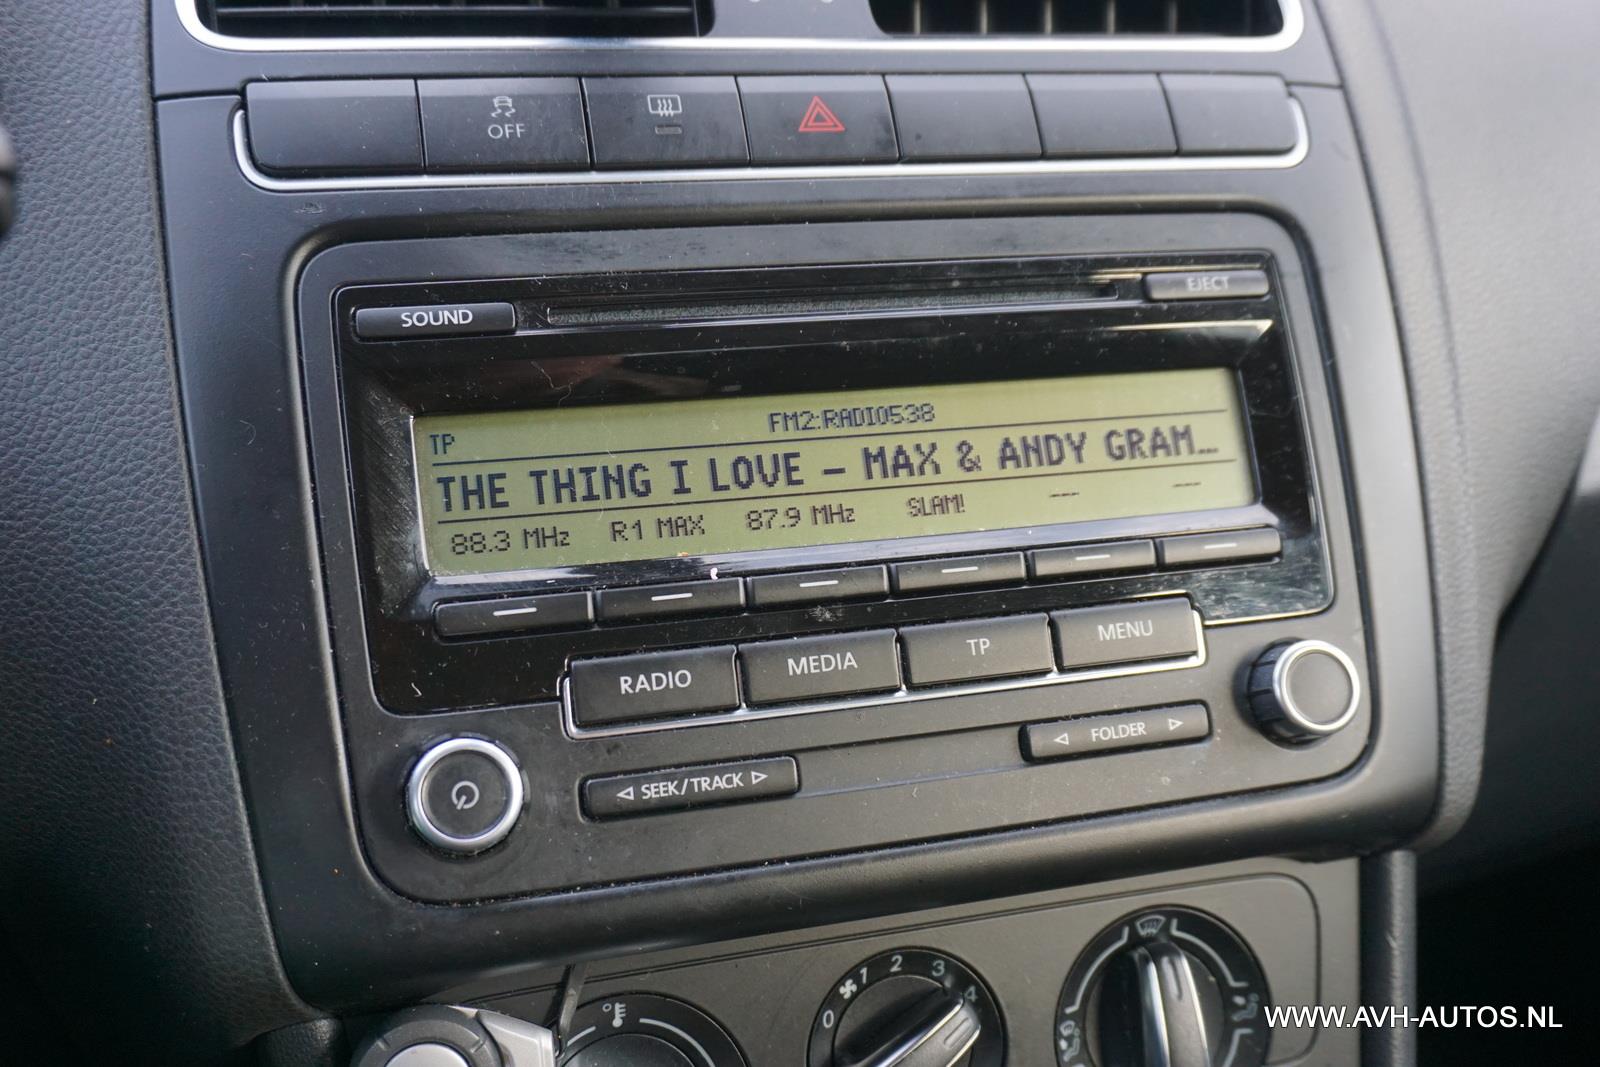 OFF
SOUND
EJECT
FM2:RADIO538
TP
THE THING I LOVE – MAX & ANDY GRAM...
88.3 MHz R1 MAX 87.9 MHz SLAM! --- ---
RADIO MEDIA TP MENU
SEEK/TRACK
FOLDER
0 1 2 3 4
WWW.AVH-AUTOS.NL